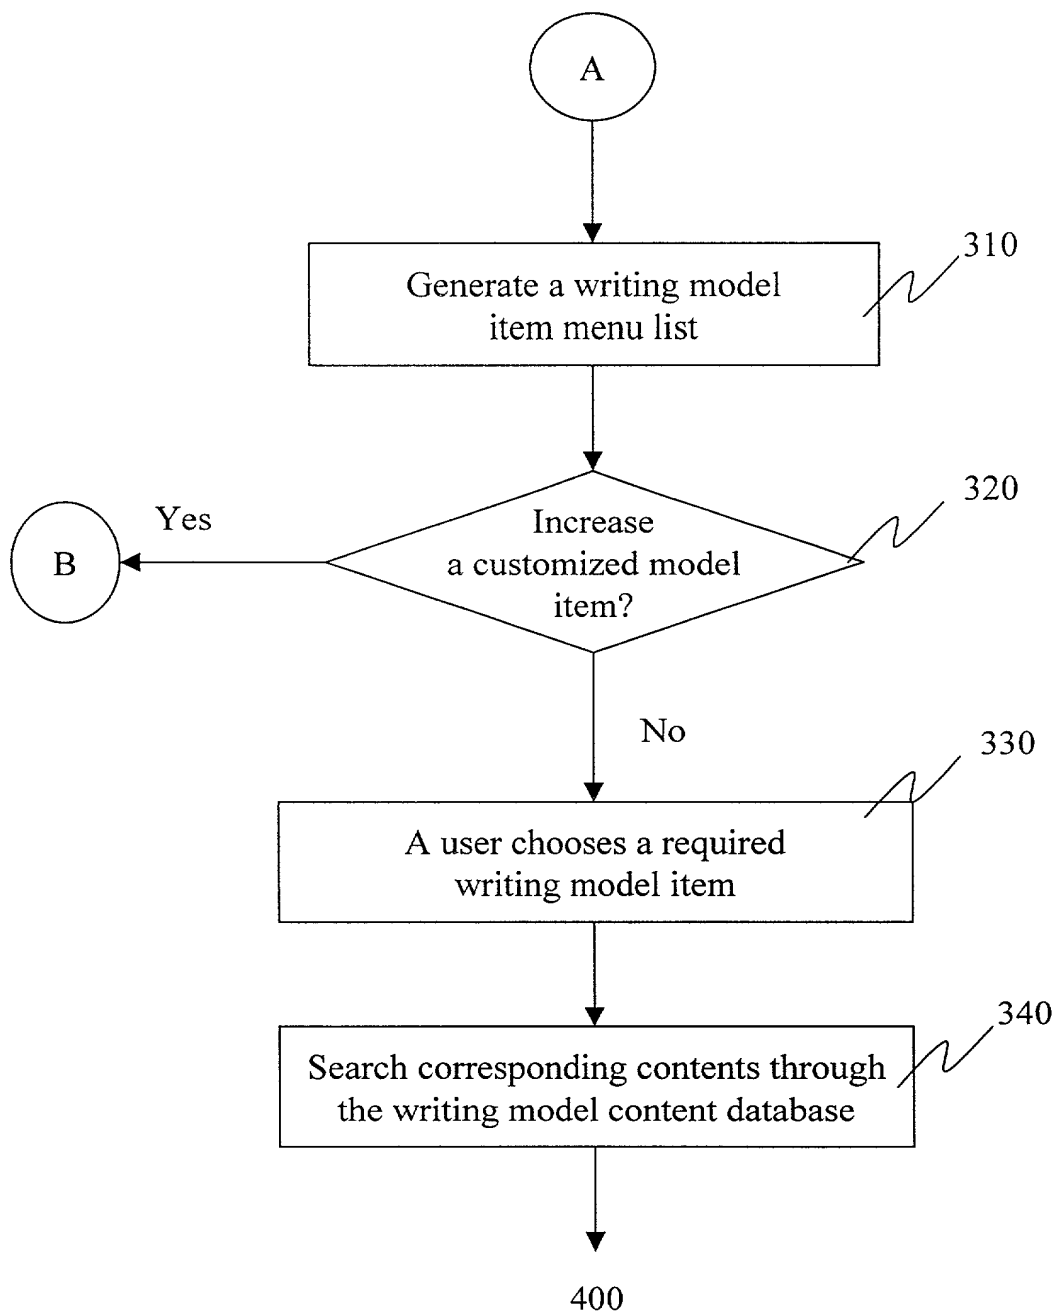 A
310
Generate a writing model
item menu list
320
Increase
a customized model
item?
Yes
B
No
330
A user chooses a required
writing model item
340
Search corresponding contents through
the writing model content database
400